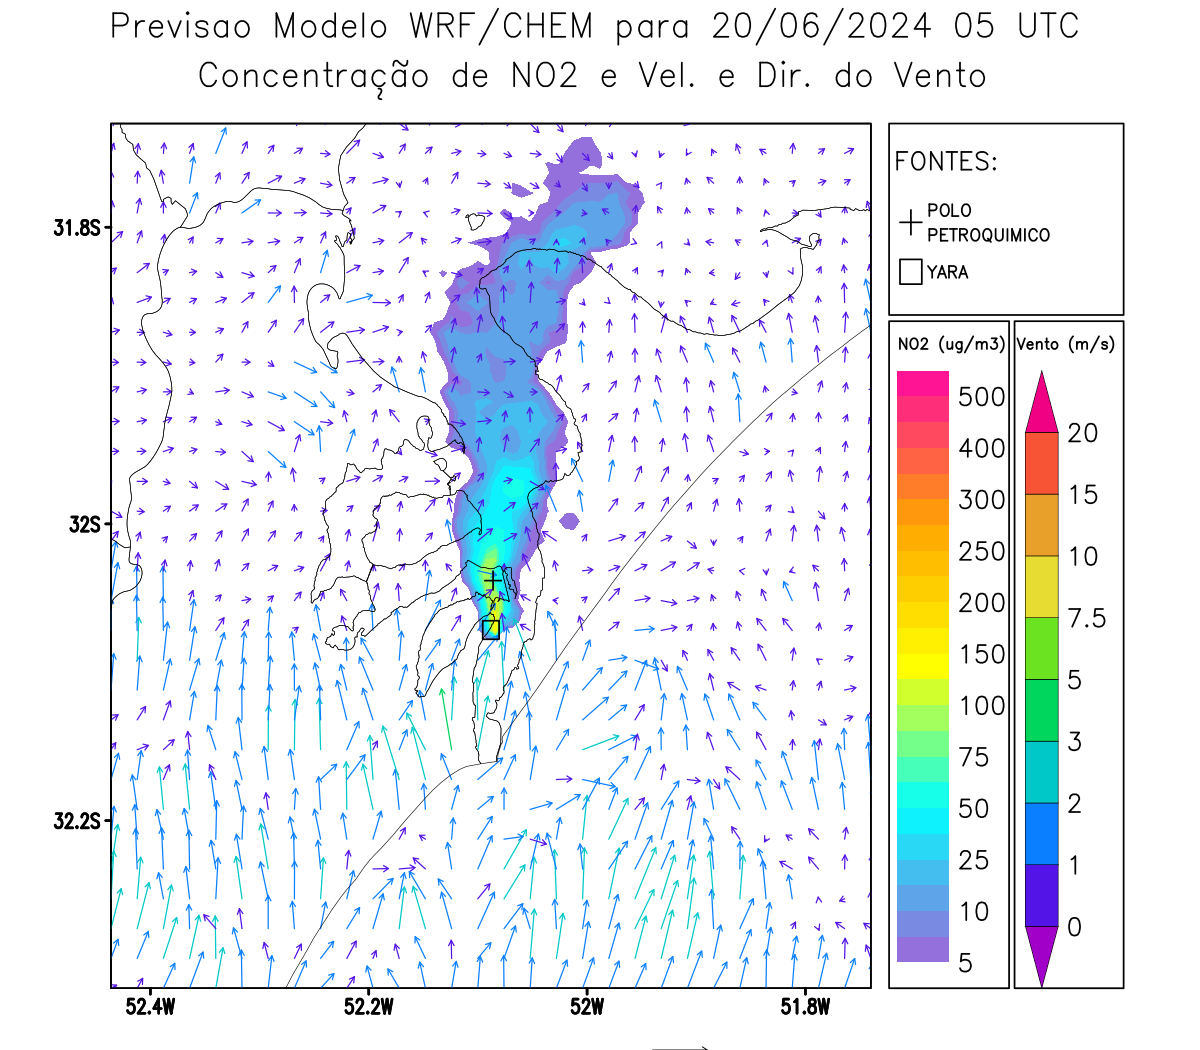 Previsao Modelo WRF/CHEM para 20/06/2024 05 UTC
Concentração de NO2 e Vel. e Dir. do Vento
FONTES:
POLO
PETROQUIMICO
YARA
NO2 (ug/m3)
500
400
300
250
200
150
100
75
50
25
10
5
Vento (m/s)
20
15
10
7.5
5
3
2
1
0
31.8S
32S
32.2S
52.4W
52.2W
52W
51.8W